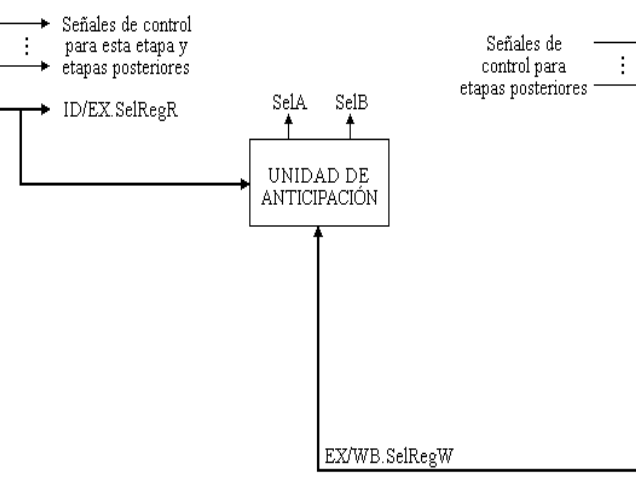 Señales de control
para esta etapa y
etapas posteriores
Señales de
control para
etapas posteriores
ID/EX.SelRegR
SelA SelB
UNIDAD DE
ANTICIPACIÓN
EX/WB.SelRegW